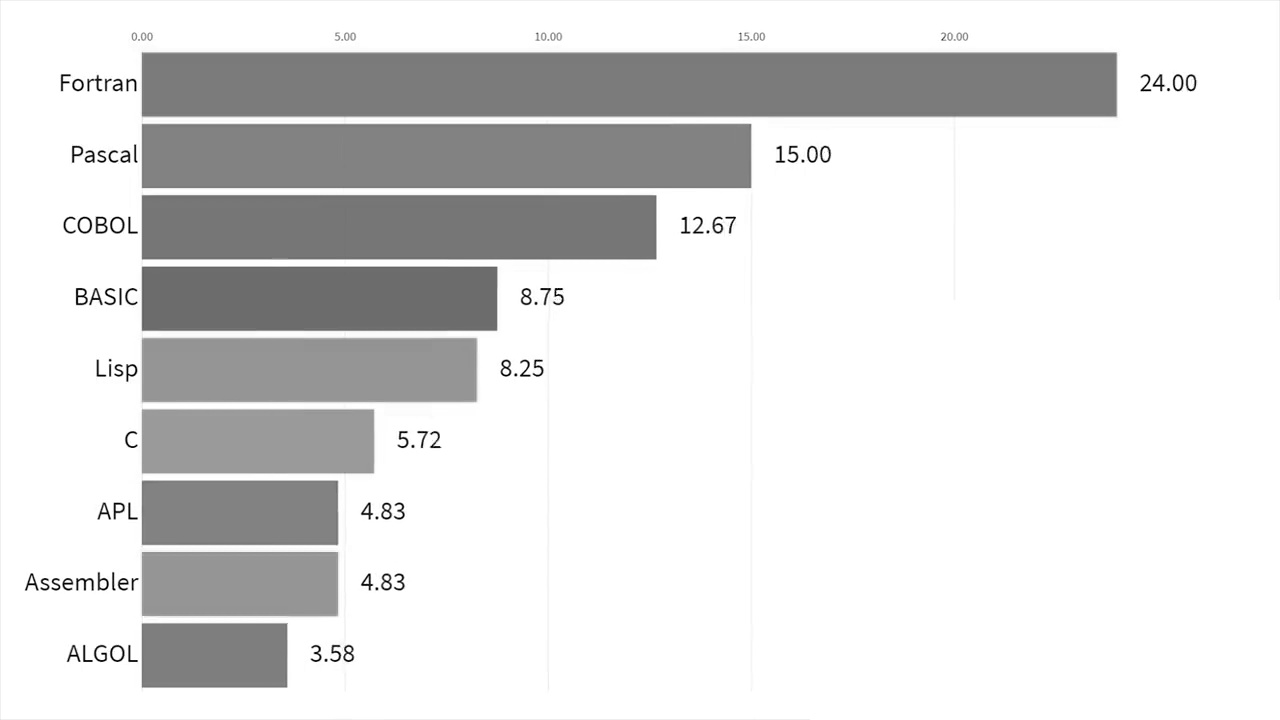 0.00 5.00 10.00 15.00 20.00
Fortran 24.00
Pascal 15.00
COBOL 12.67
BASIC 8.75
Lisp 8.25
C 5.72
APL 4.83
Assembler 4.83
ALGOL 3.58